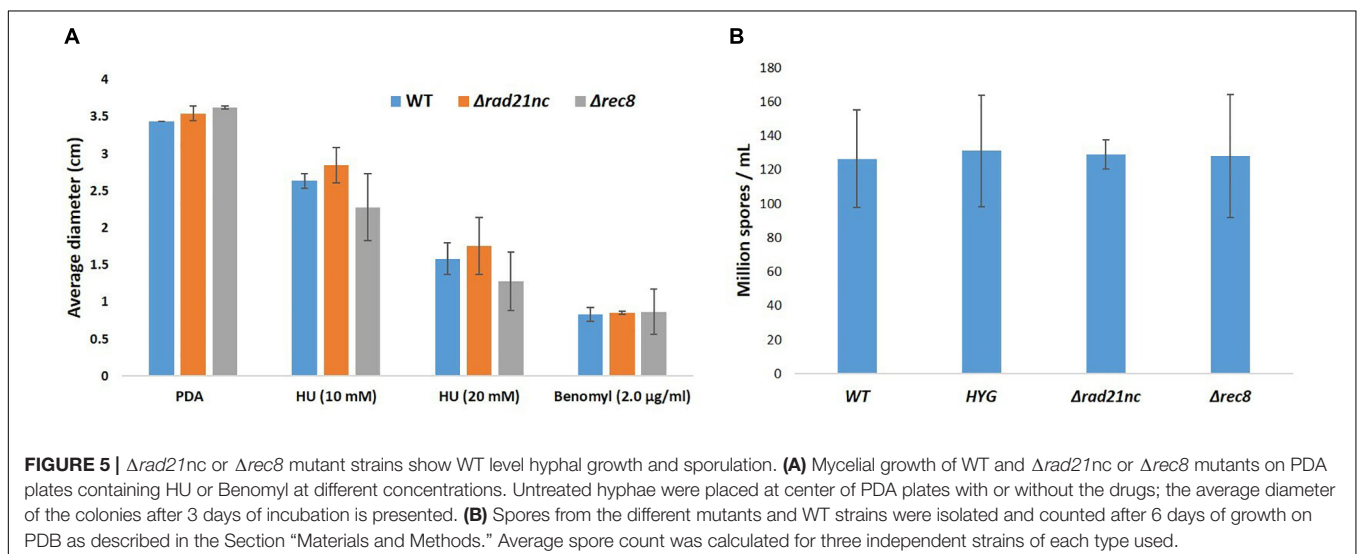 A
B
4
3.5
3
2.5
2
1.5
1
0.5
0
Average diameter (cm)
WT
Δrad21nc
Δrec8
PDA
HU (10 mM)
HU (20 mM)
Benomyl (2.0 µg/ml)
180
160
140
120
100
80
60
40
20
0
Million spores / mL
WT
HYG
Δrad21nc
Δrec8
FIGURE 5 | Δrad21nc or Δrec8 mutant strains show WT level hyphal growth and sporulation. (A) Mycelial growth of WT and Δrad21nc or Δrec8 mutants on PDA
plates containing HU or Benomyl at different concentrations. Untreated hyphae were placed at center of PDA plates with or without the drugs; the average diameter
of the colonies after 3 days of incubation is presented. (B) Spores from the different mutants and WT strains were isolated and counted after 6 days of growth on
PDB as described in the Section “Materials and Methods.” Average spore count was calculated for three independent strains of each type used.